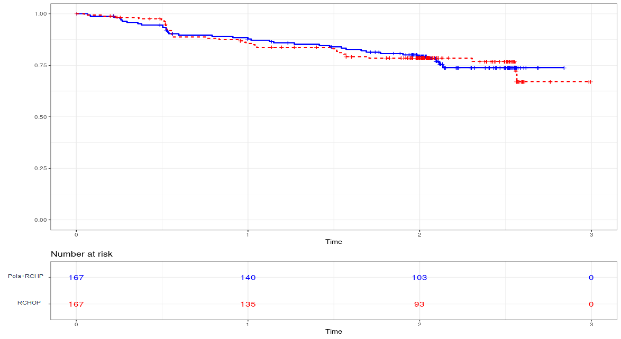 1.00
0.75
0.50
0.25
0.00
0 1 2 3
Time
Number at risk
Pola-RCHP 167 140 103 0
RCHOP 167 135 93 0
0 1 2 3
Time